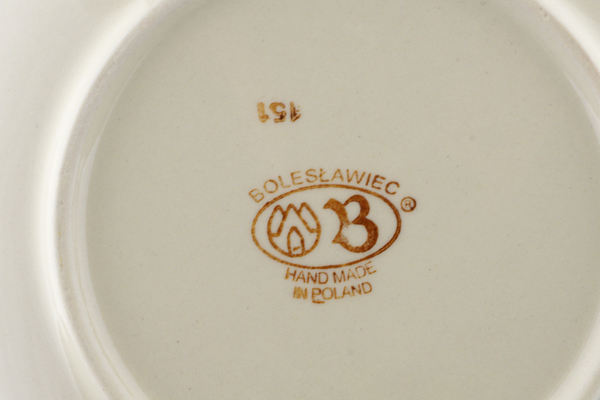 151
BOLESŁAWIEC
B ®
HAND MADE
IN POLAND